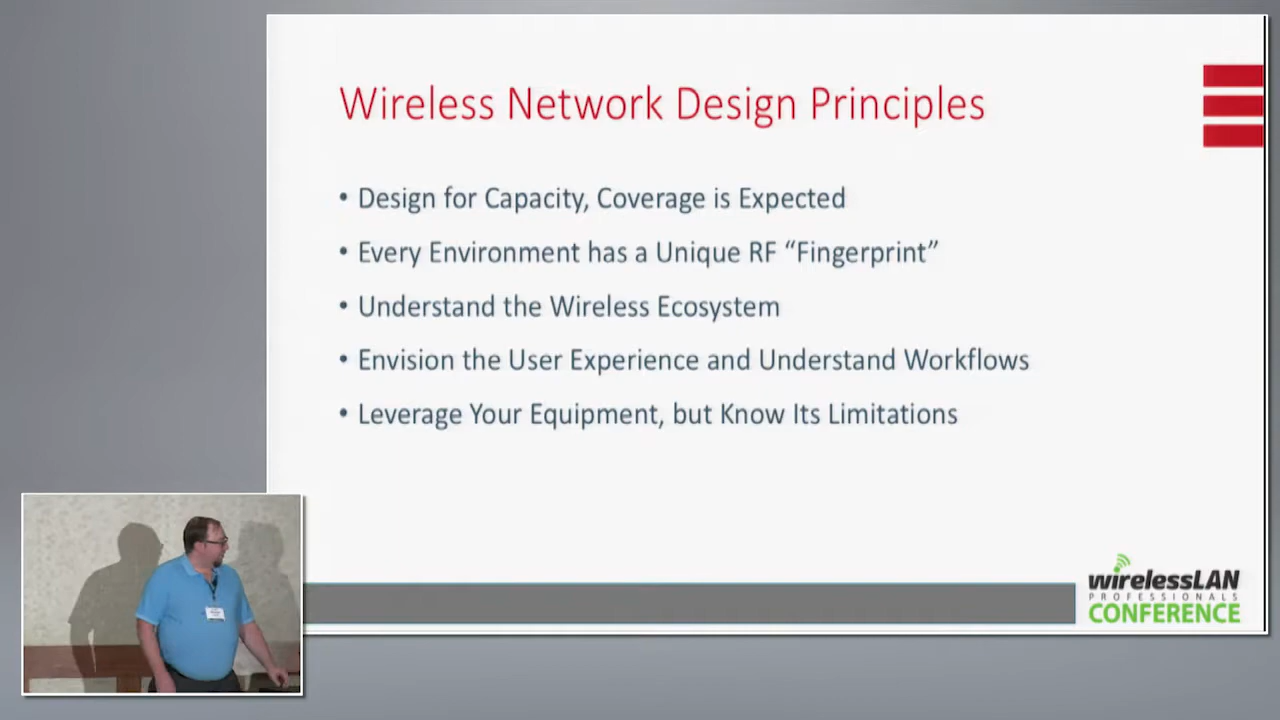 Wireless Network Design Principles
• Design for Capacity, Coverage is Expected
• Every Environment has a Unique RF “Fingerprint”
• Understand the Wireless Ecosystem
• Envision the User Experience and Understand Workflows
• Leverage Your Equipment, but Know Its Limitations
wirelessLAN
PROFESSIONALS
CONFERENCE